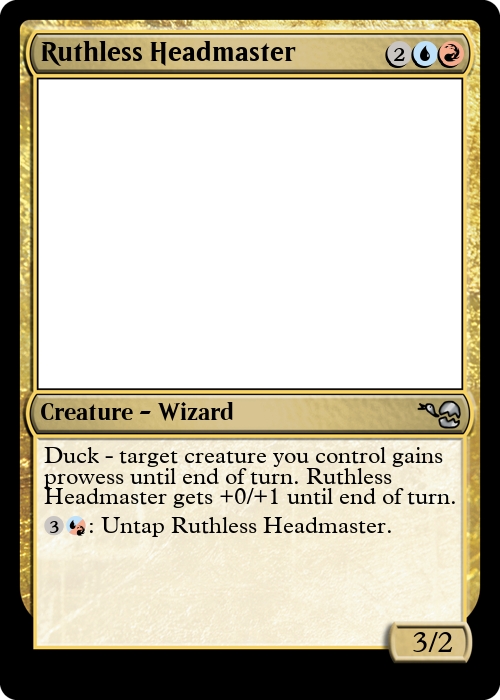 Ruthless Headmaster 2
Creature – Wizard
Duck - target creature you control gains
prowess until end of turn. Ruthless
Headmaster gets +0/+1 until end of turn.
3 : Untap Ruthless Headmaster.
3/2